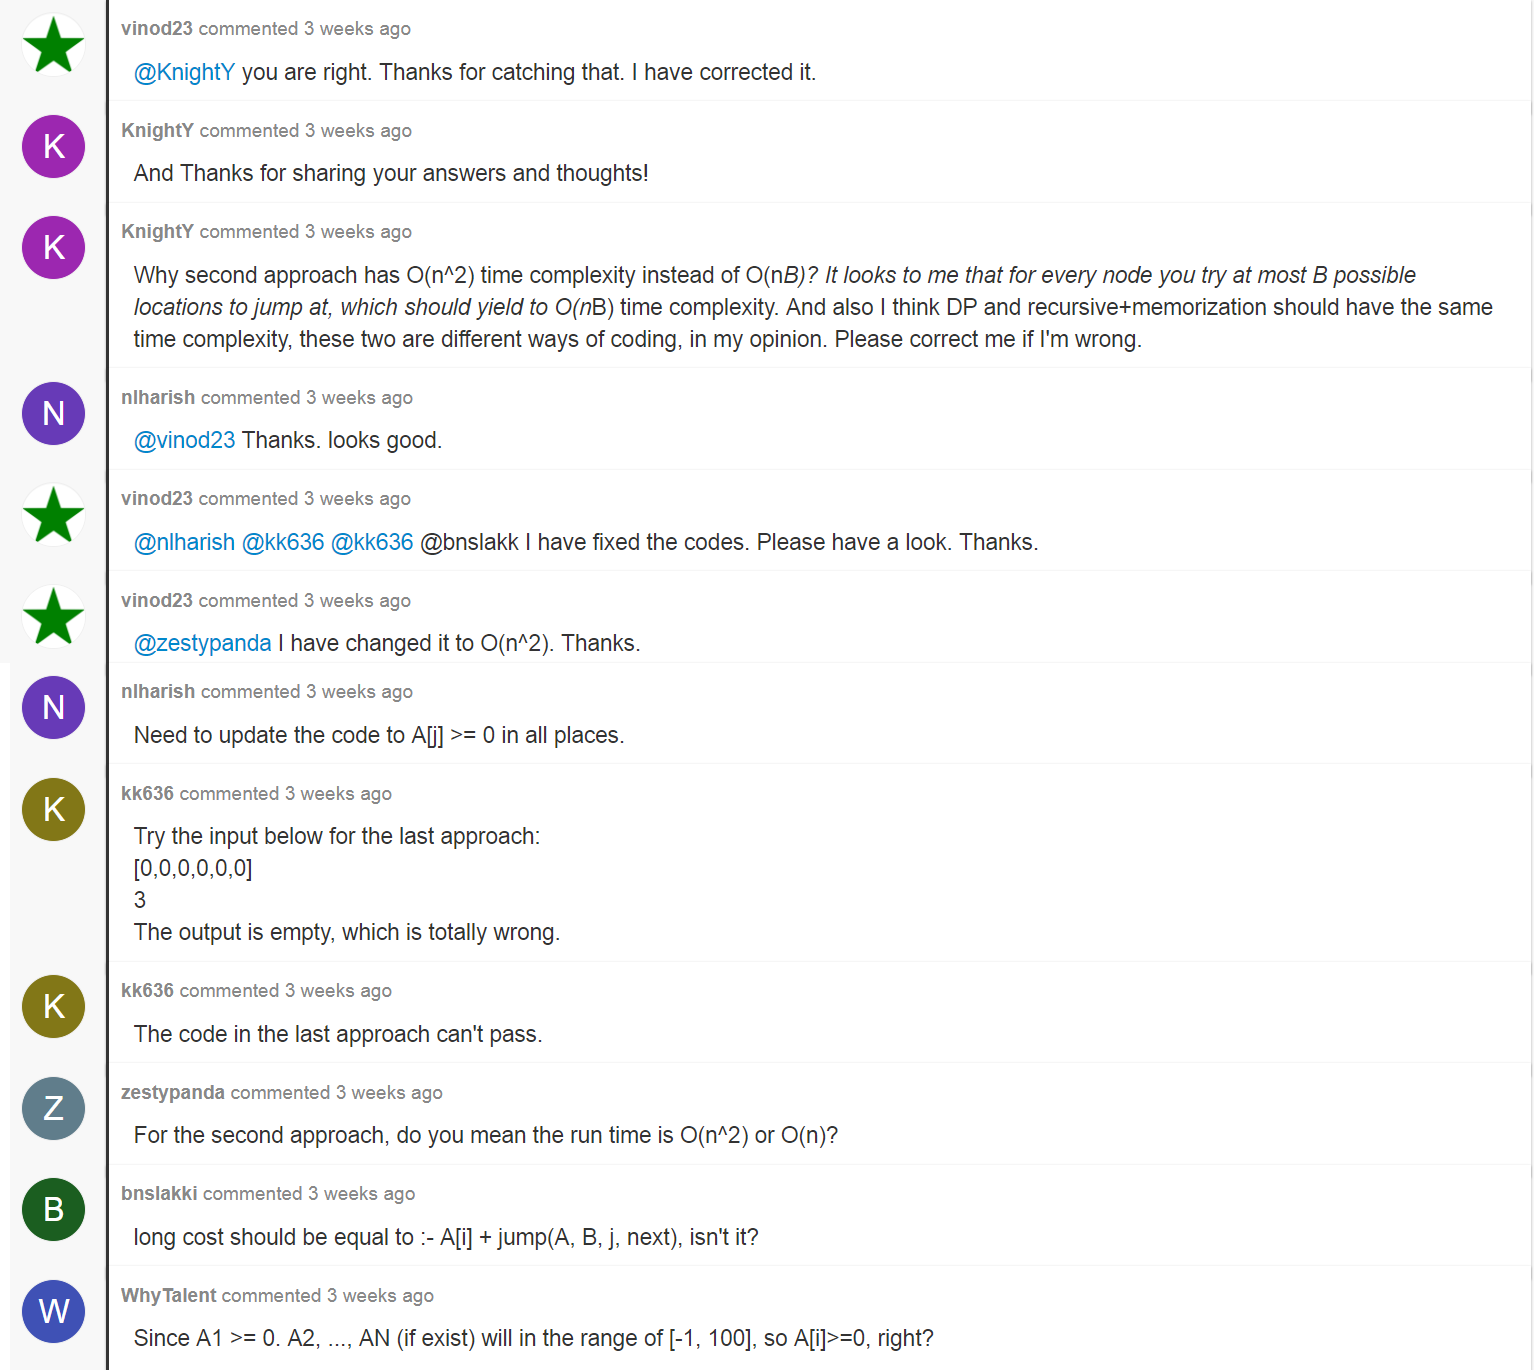 vinod23 commented 3 weeks ago
@KnightY you are right. Thanks for catching that. I have corrected it.
K
KnightY commented 3 weeks ago
And Thanks for sharing your answers and thoughts!
K
KnightY commented 3 weeks ago
Why second approach has O(n^2) time complexity instead of O(nB)? It looks to me that for every node you try at most B possible
locations to jump at, which should yield to O(nB) time complexity. And also I think DP and recursive+memorization should have the same
time complexity, these two are different ways of coding, in my opinion. Please correct me if I'm wrong.
N
nlharish commented 3 weeks ago
@vinod23 Thanks. looks good.
vinod23 commented 3 weeks ago
@nlharish @kk636 @kk636 @bnslakk I have fixed the codes. Please have a look. Thanks.
vinod23 commented 3 weeks ago
@zestypanda I have changed it to O(n^2). Thanks.
N
nlharish commented 3 weeks ago
Need to update the code to A[j] >= 0 in all places.
K
kk636 commented 3 weeks ago
Try the input below for the last approach:
[0,0,0,0,0,0]
3
The output is empty, which is totally wrong.
K
kk636 commented 3 weeks ago
The code in the last approach can't pass.
Z
zestypanda commented 3 weeks ago
For the second approach, do you mean the run time is O(n^2) or O(n)?
B
bnslakki commented 3 weeks ago
long cost should be equal to :- A[i] + jump(A, B, j, next), isn't it?
W
WhyTalent commented 3 weeks ago
Since A1 >= 0. A2, ..., AN (if exist) will in the range of [-1, 100], so A[i]>=0, right?